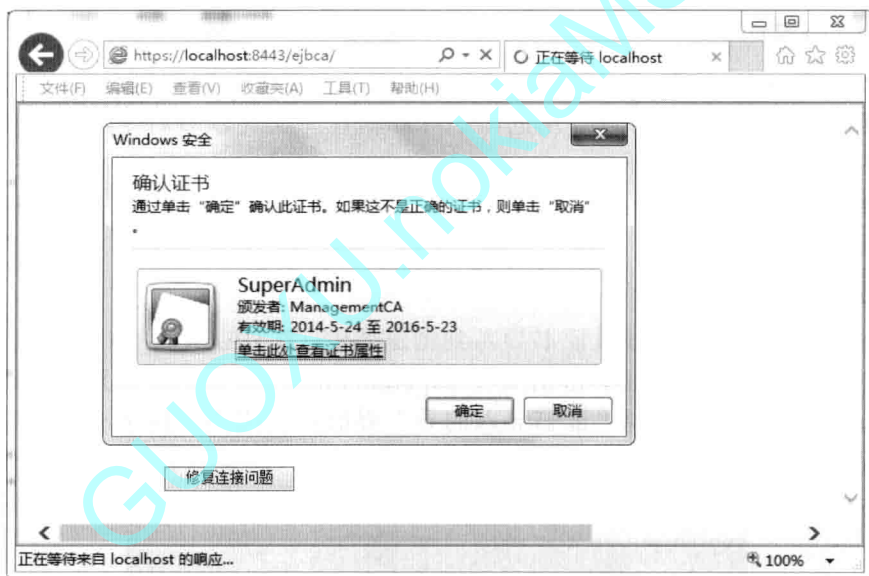 https://localhost:8443/ejbca/
正在等待 localhost
文件(F) 编辑(E) 查看(V) 收藏夹(A) 工具(T) 帮助(H)
Windows 安全
确认证书
通过单击“确定”确认此证书。如果这不是正确的证书,则单击“取消”
。
SuperAdmin
颁发者: ManagementCA
有效期: 2014-5-24 至 2016-5-23
单击此处查看证书属性
确定 取消
修复连接问题
正在等待来自 localhost 的响应...
100%